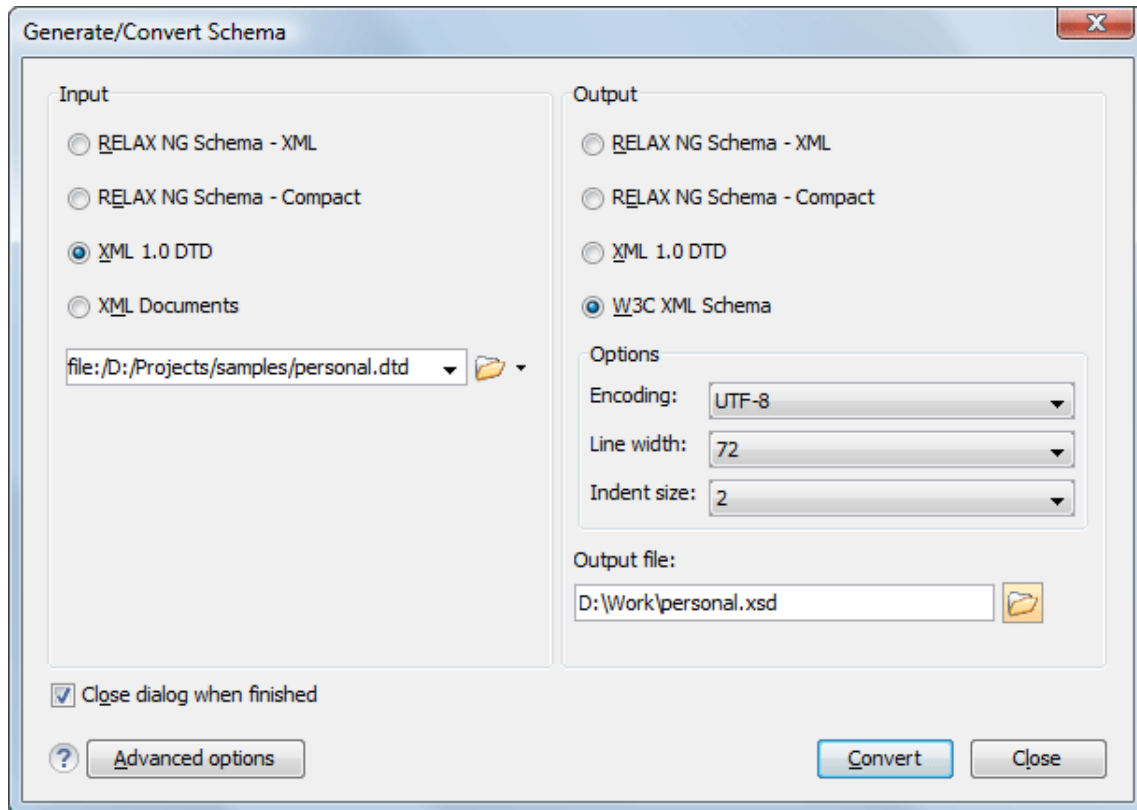 Generate/Convert Schema
Input
RELAX NG Schema - XML
RELAX NG Schema - Compact
XML 1.0 DTD
XML Documents
file:/D:/Projects/samples/personal.dtd
Output
RELAX NG Schema - XML
RELAX NG Schema - Compact
XML 1.0 DTD
W3C XML Schema
Options
Encoding: UTF-8
Line width: 72
Indent size: 2
Output file:
D:\Work\personal.xsd
Close dialog when finished
? Advanced options Convert Close